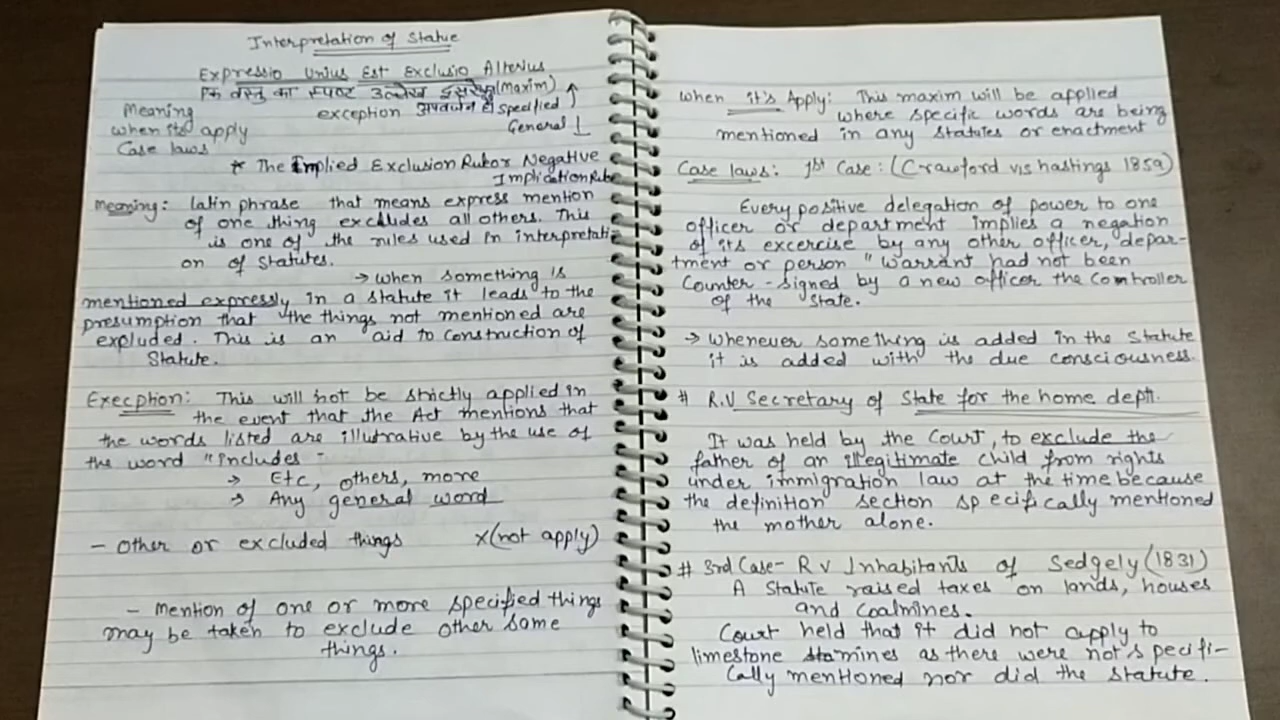 Interpretation of Statue
Expressio Unius Est Exclusio Alterius
कि वस्तु का स्पष्ट उल्लेख दूसरे (Maxim) ↑
Meaning exception अपवर्जन है specified
when its apply General ↓
Case laws
* The Implied Exclusion Rule or Negative
Implication Rule
Meaning: latin phrase that means express mention
of one thing excludes all others. This
is one of the rules used in interpretati-
on of Statutes.
→ When something is
mentioned expressly in a statute it leads to the
presumption that the things not mentioned are
excluded. This is an aid to construction of
Statute.
Execption: This will not be strictly applied in
the event that the Act mentions that
the words listed are illutrative by the use of
the word "includes -
→ Etc, others, more
→ Any general word
- Other or excluded things x(not apply)
- Mention of one or more specified things
may be taken to exclude other same
things.
When it's Apply: This maxim will be applied
where specific words are being
mentioned in any statutes or enactment
Case laws: 1st Case: (Crawford v/s hastings 1859)
Every positive delegation of power to one
officer or department implies a negation
of its excercise by any other officer, depar-
tment or person "warrant had not been
Counter-signed by a new officer the Comtroller
of the State.
→ Whenever something is added in the Statute
it is added with the due consciousness.
# R.V Secretary of State for the home deptt.
It was held by the Court, to exclude the
father of an illegitimate child from rights
under immigration law at the time because
the definition section specifically mentioned
the mother alone.
# 3rd Case- R v Inhabitants of Sedgely (1831)
A Statute raised taxes on lands, houses
and Coalmines.
Court held that it did not apply to
limestone mines as there were not specifi-
cally mentioned nor did the Statute.